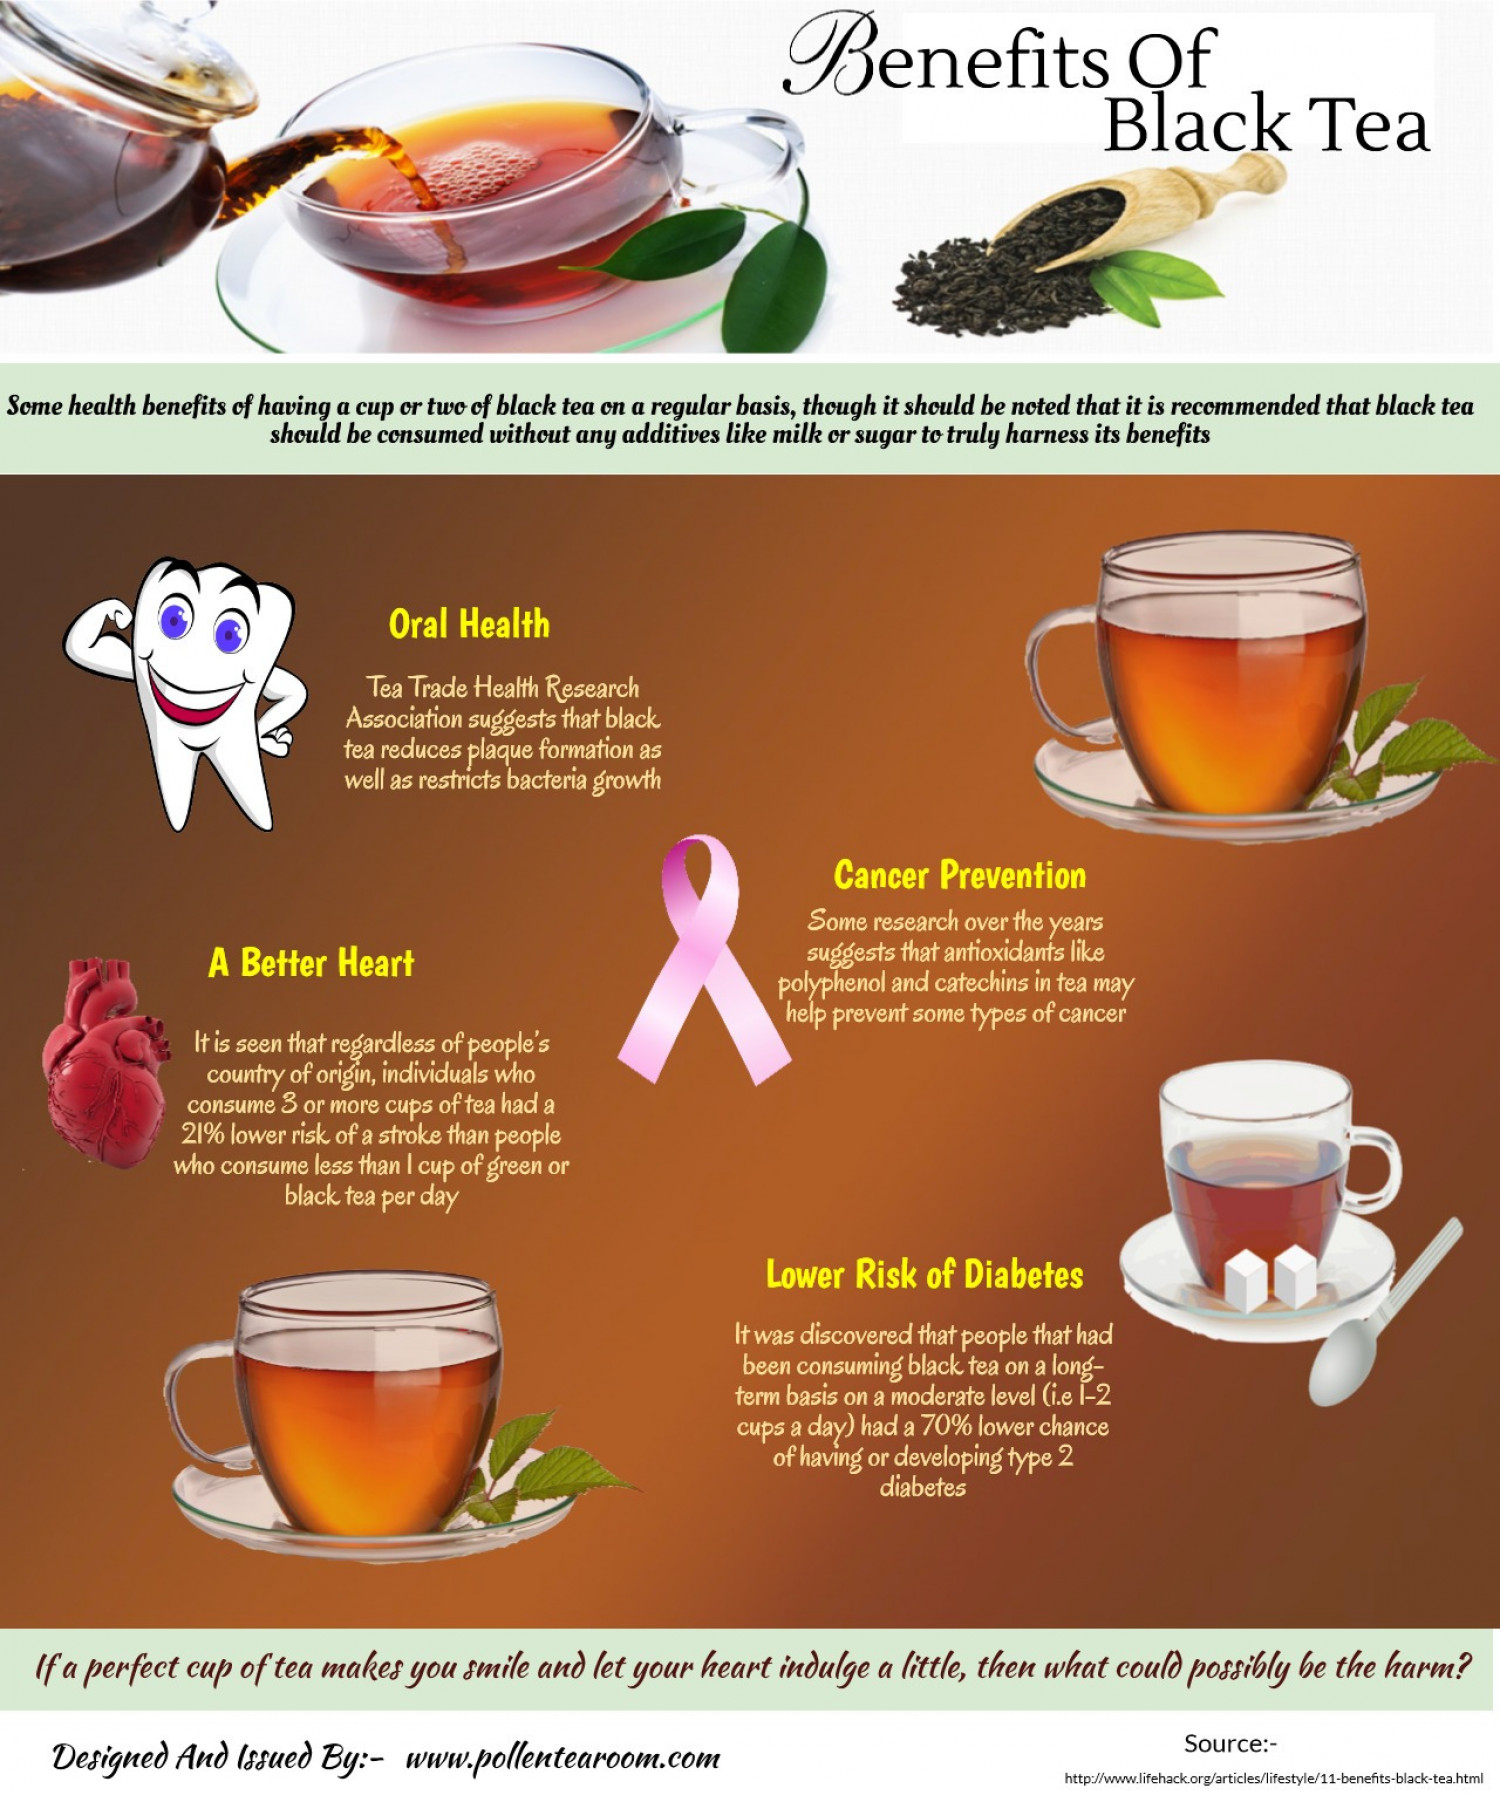 Benefits Of
Black Tea
Some health benefits of having a cup or two of black tea on a regular basis, though it should be noted that it is recommended that black tea
should be consumed without any additives like milk or sugar to truly harness its benefits
Oral Health
Tea Trade Health Research
Association suggests that black
tea reduces plaque formation as
well as restricts bacteria growth
Cancer Prevention
Some research over the years
suggests that antioxidants like
polyphenol and catechins in tea may
help prevent some types of cancer
A Better Heart
It is seen that regardless of people's
country of origin, individuals who
consume 3 or more cups of tea had a
21% lower risk of a stroke than people
who consume less than 1 cup of green or
black tea per day
Lower Risk of Diabetes
It was discovered that people that had
been consuming black tea on a long-
term basis on a moderate level (i.e 1-2
cups a day) had a 70% lower chance
of having or developing type 2
diabetes
If a perfect cup of tea makes you smile and let your heart indulge a little, then what could possibly be the harm?
Designed And Issued By:- www.pollentearoom.com
Source:-
http://www.lifehack.org/articles/lifestyle/11-benefits-black-tea.html